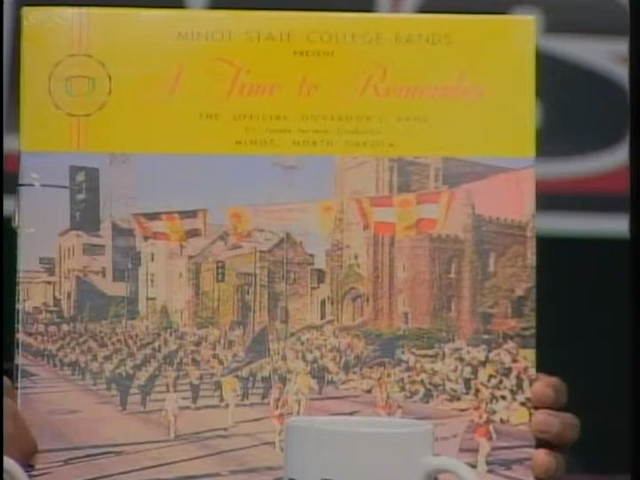 MINOT STATE COLLEGE BANDS
PRESENT
A Time to Remember
THE OFFICIAL GOVERNOR'S BAND
MINOT, NORTH DAKOTA